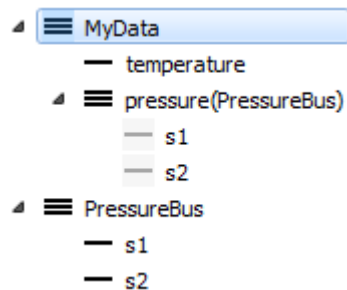 MyData
temperature
pressure(PressureBus)
s1
s2
PressureBus
s1
s2